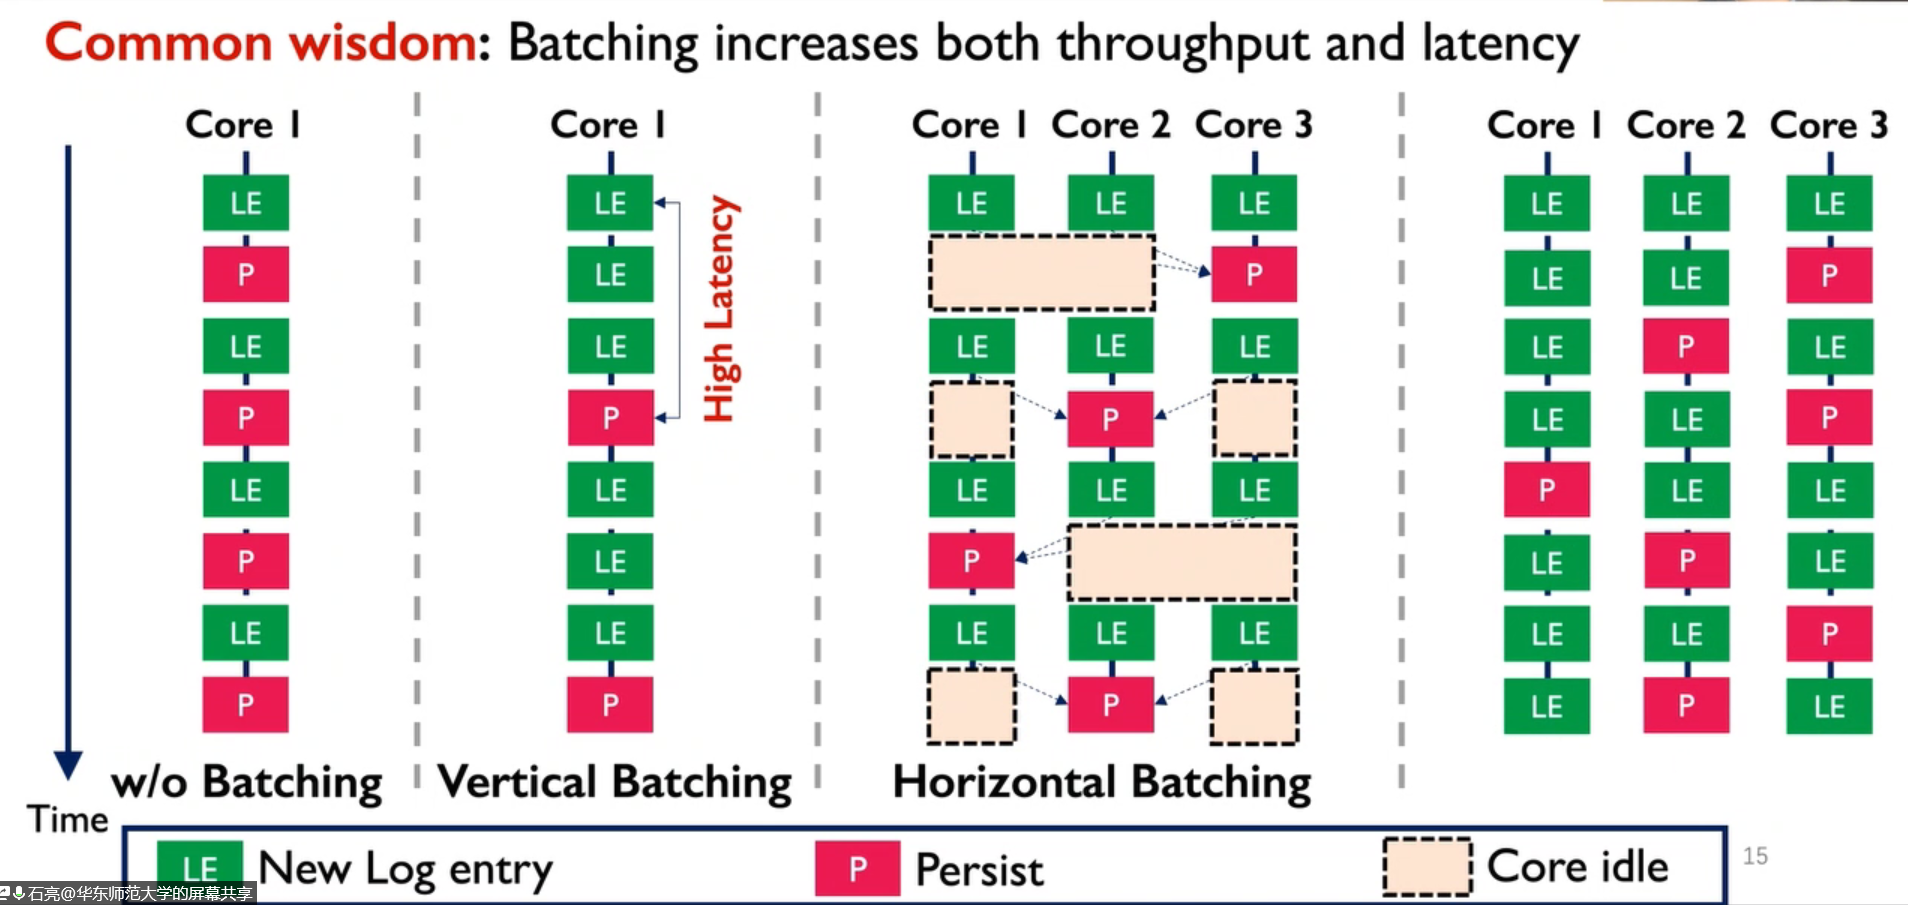 Common wisdom: Batching increases both throughput and latency
Core 1
Core 1
Core 1 Core 2 Core 3
Core 1 Core 2 Core 3
LE LE LE LE LE LE LE LE
P LE P LE LE P
LE LE LE LE LE LE P LE
P P P LE LE P
LE LE LE LE LE P LE LE
P LE P LE P LE
LE LE LE LE LE LE LE P
P P P LE P LE
High Latency
w/o Batching
Vertical Batching
Horizontal Batching
Time
LE New Log entry
P Persist
Core idle
15
石亮@华东师范大学的屏幕共享